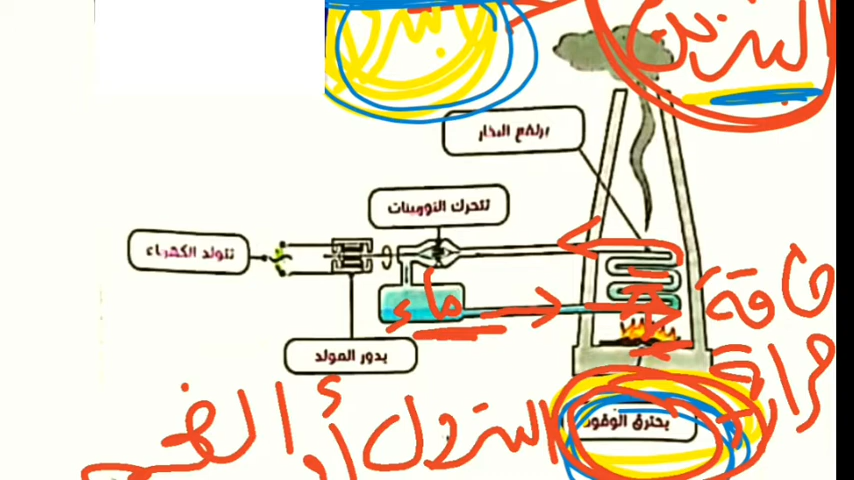 البنزين
يرتفع البخار
تتحرك التوربينات
تتولد الكهرباء
ماء
طاقة
حرارية
يدور المولد
يحترق الوقود
البترول أو الفحم